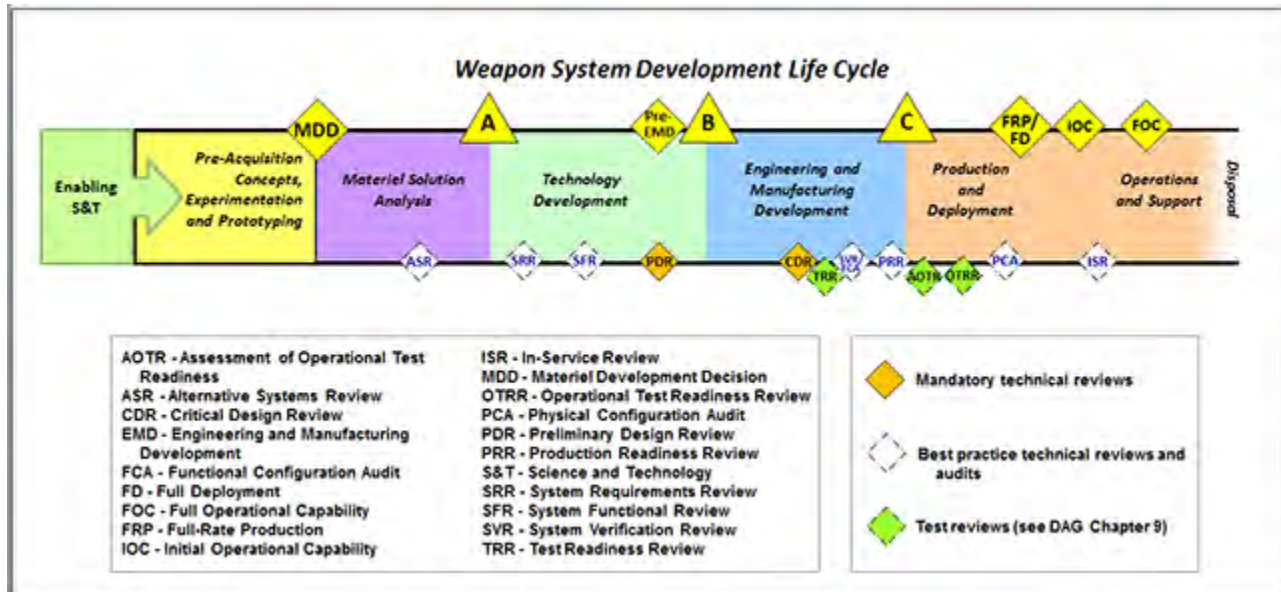 Weapon System Development Life Cycle
MDD
A
Pre-
EMD
B
C
FRP/
FD
IOC
FOC
Enabling
S&T
Pre-Acquisition
Concepts,
Experimentation
and Prototyping
Materiel Solution
Analysis
Technology
Development
Engineering and
Manufacturing
Development
Production
and
Deployment
Operations
and Support
Disposal
ASR
SRR
SFR
PDR
CDR
TRR
SVR
FCA
PRR
AOTR
OTRR
PCA
ISR
AOTR - Assessment of Operational Test
Readiness
ASR - Alternative Systems Review
CDR - Critical Design Review
EMD - Engineering and Manufacturing
Development
FCA - Functional Configuration Audit
FD - Full Deployment
FOC - Full Operational Capability
FRP - Full-Rate Production
IOC - Initial Operational Capability
ISR - In-Service Review
MDD - Materiel Development Decision
OTRR - Operational Test Readiness Review
PCA - Physical Configuration Audit
PDR - Preliminary Design Review
PRR - Production Readiness Review
S&T - Science and Technology
SRR - System Requirements Review
SFR - System Functional Review
SVR - System Verification Review
TRR - Test Readiness Review
Mandatory technical reviews
Best practice technical reviews and
audits
Test reviews (see DAG Chapter 9)